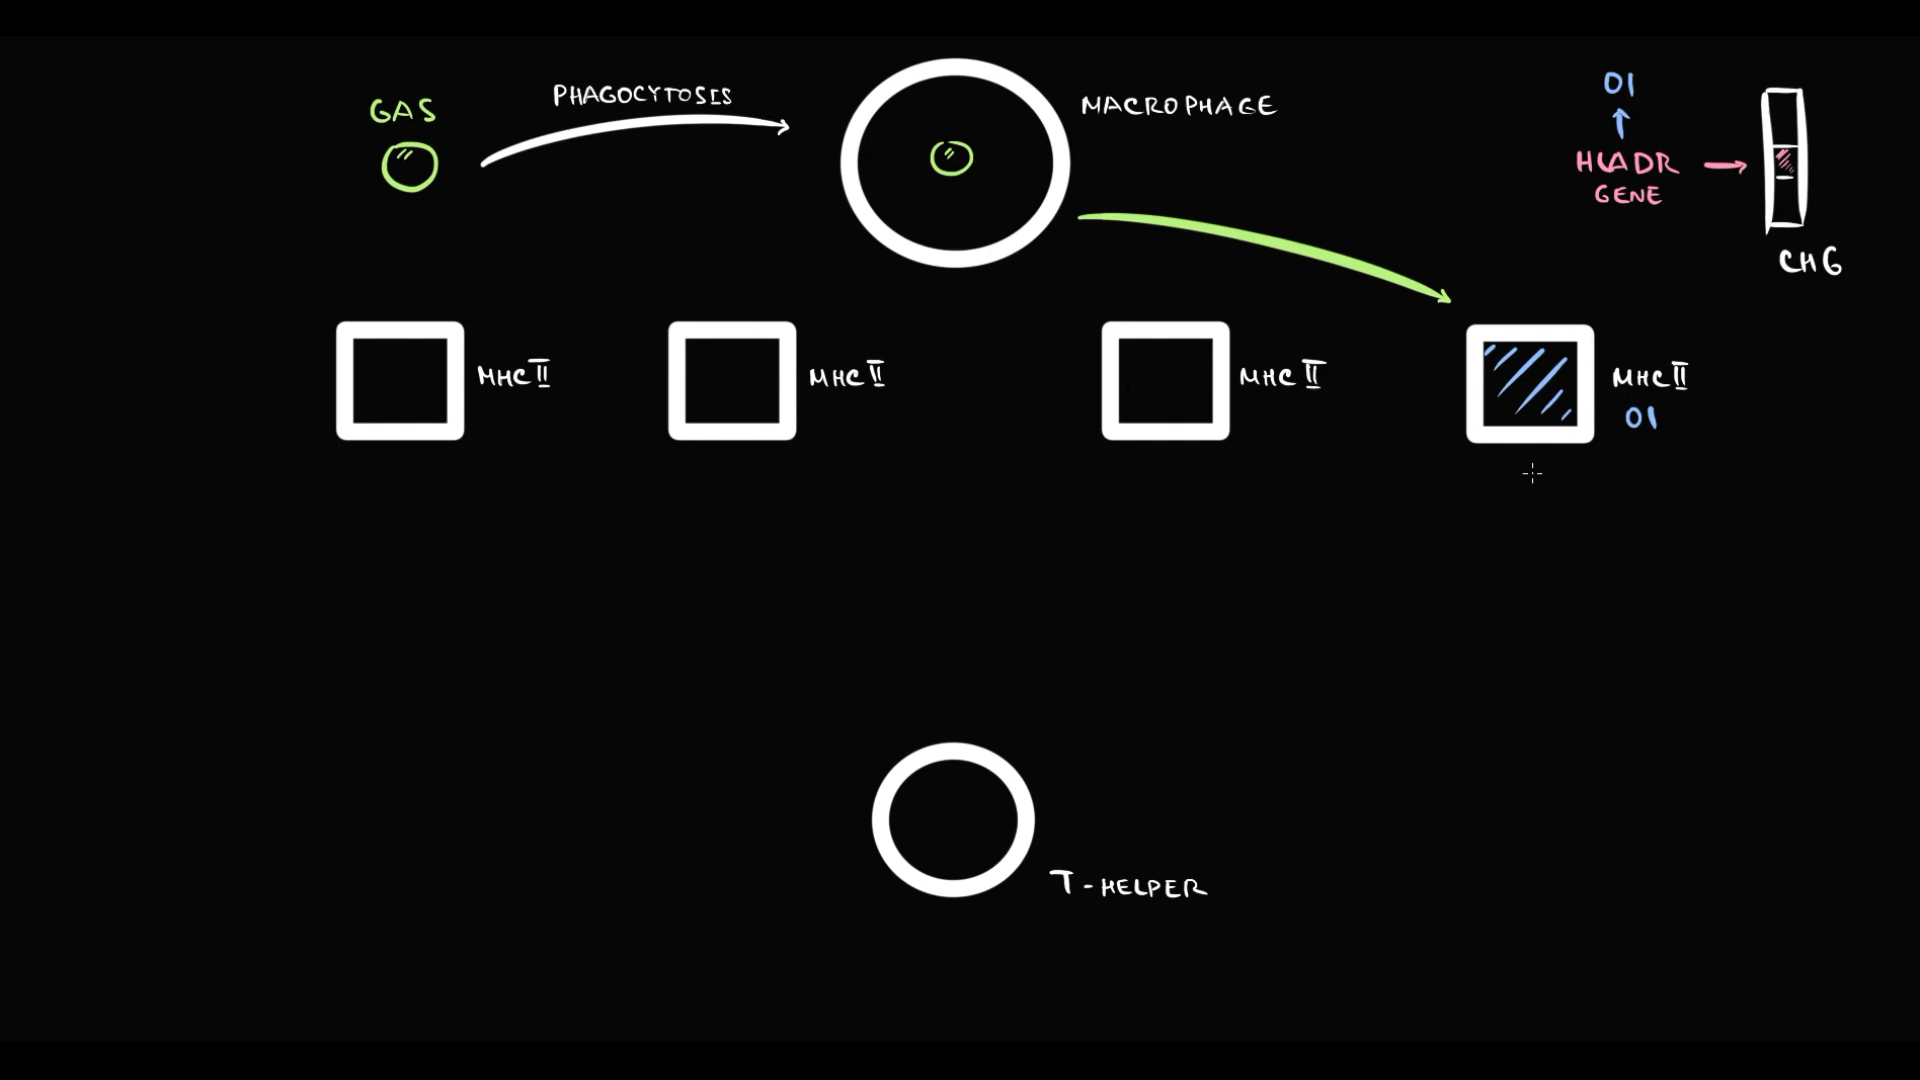 GAS
PHAGOCYTOSIS
MACROPHAGE
01
HLADR
GENE
CH6
MHC II
MHC II
MHC II
MHC II
01
T-HELPER